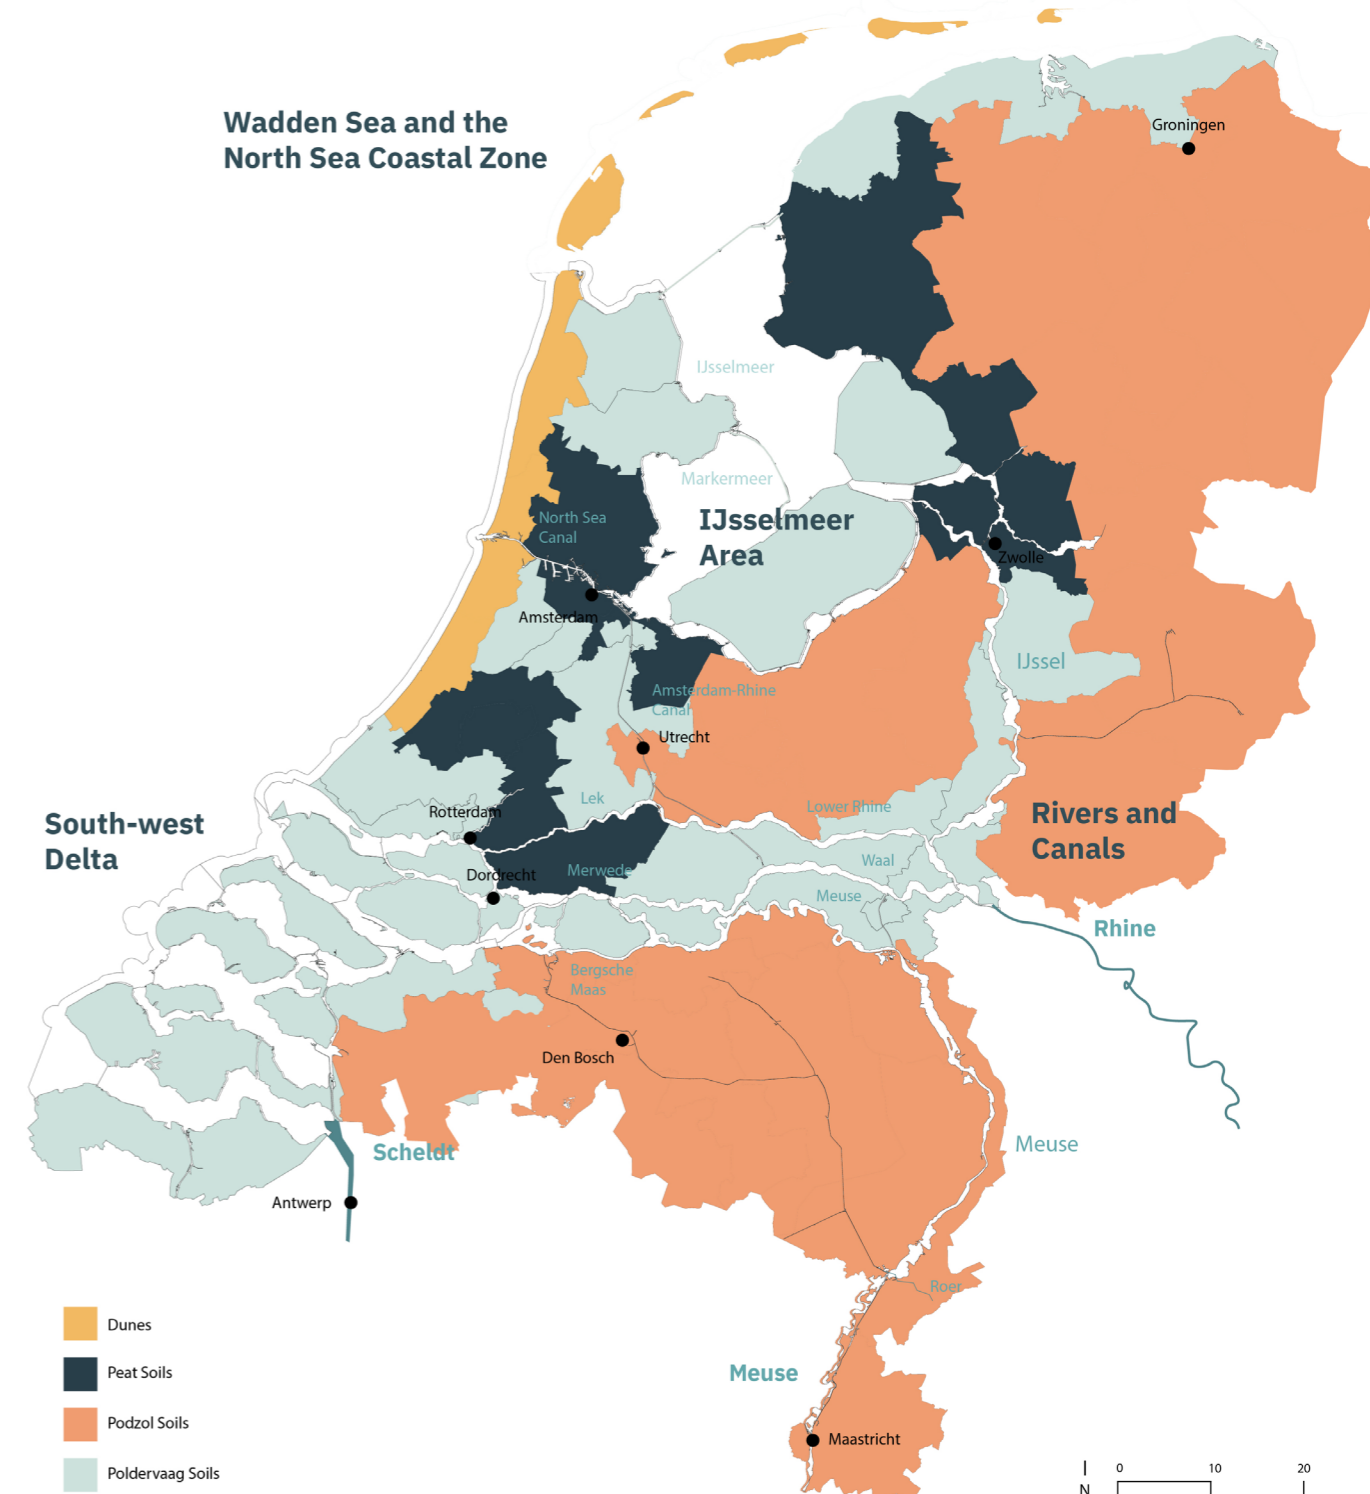 Wadden Sea and the
North Sea Coastal Zone
Groningen
IJsselmeer
Markermeer
North Sea
Canal
IJsselmeer
Area
Zwolle
Amsterdam
IJssel
Amsterdam-Rhine
Canal
Utrecht
South-west
Delta
Rotterdam
Lek
Lower Rhine
Rivers and
Canals
Dordrecht
Merwede
Waal
Meuse
Rhine
Bergsche
Maas
Den Bosch
Scheldt
Meuse
Antwerp
Roer
Dunes
Peat Soils
Meuse
Podzol Soils
Maastricht
Poldervaag Soils
0 10 20
N